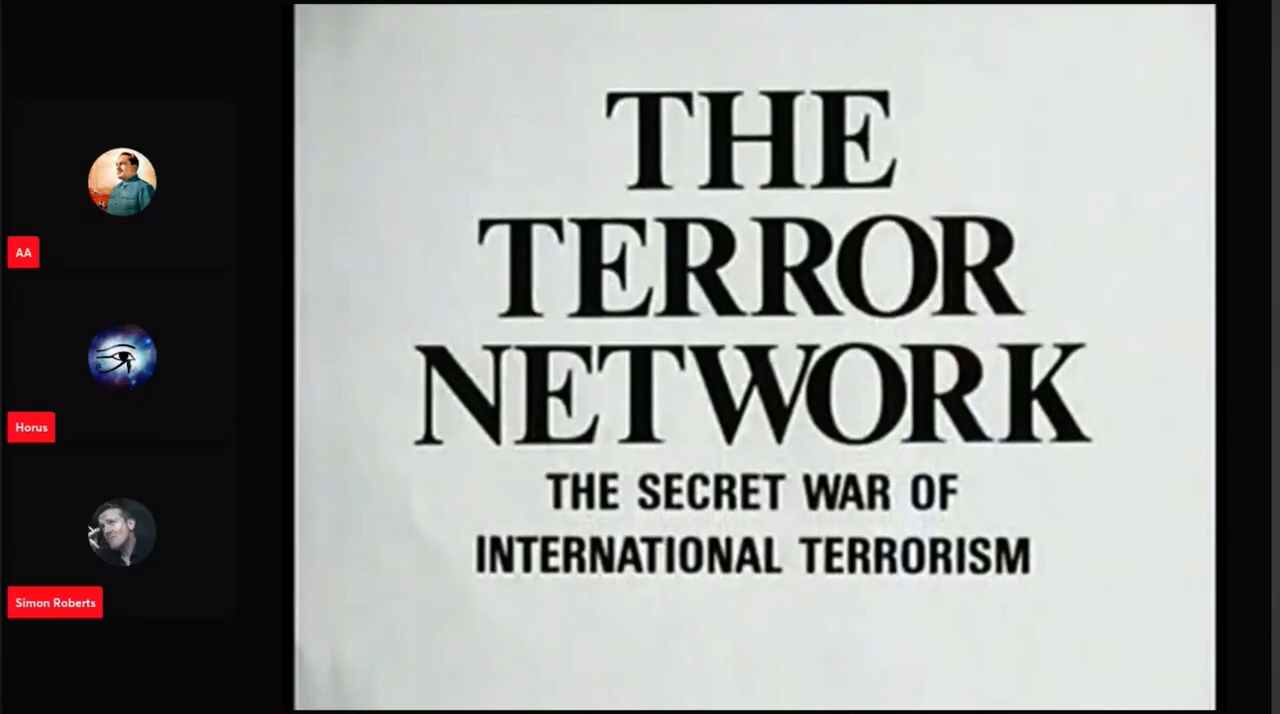 AA
Horus
Simon Roberts
THE
TERROR
NETWORK
THE SECRET WAR OF
INTERNATIONAL TERRORISM